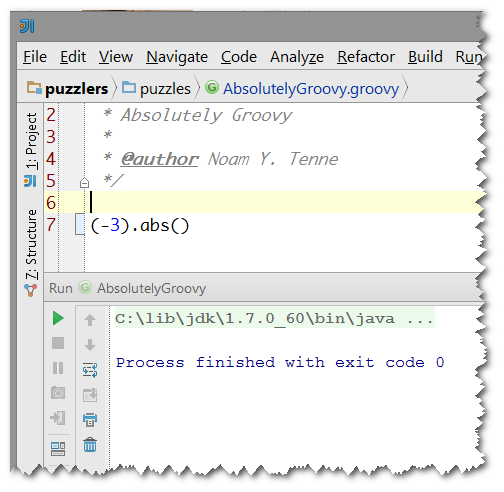 File Edit View Navigate Code Analyze Refactor Build
puzzlers puzzles AbsolutelyGroovy.groovy
1: Project
7: Structure
2 * Absolutely Groovy
3 *
4 * @author Noam Y. Tenne
5 */
6
7 (-3).abs()
Run AbsolutelyGroovy
C:\lib\jdk\1.7.0_60\bin\java ...
Process finished with exit code 0